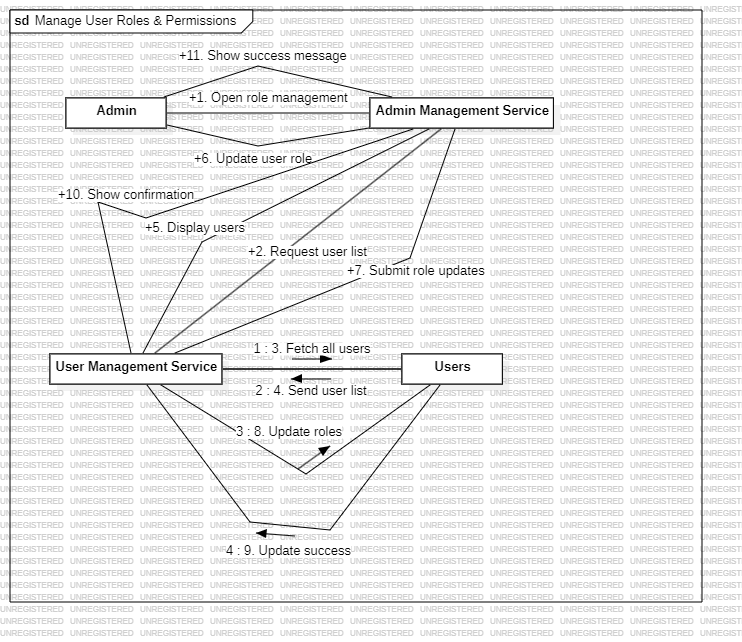 sd Manage User Roles & Permissions
+11. Show success message
+1. Open role management
Admin
Admin Management Service
+6. Update user role
+10. Show confirmation
+5. Display users
+2. Request user list
+7. Submit role updates
1 : 3. Fetch all users
User Management Service
Users
2 : 4. Send user list
3 : 8. Update roles
4 : 9. Update success
UNREGISTERED